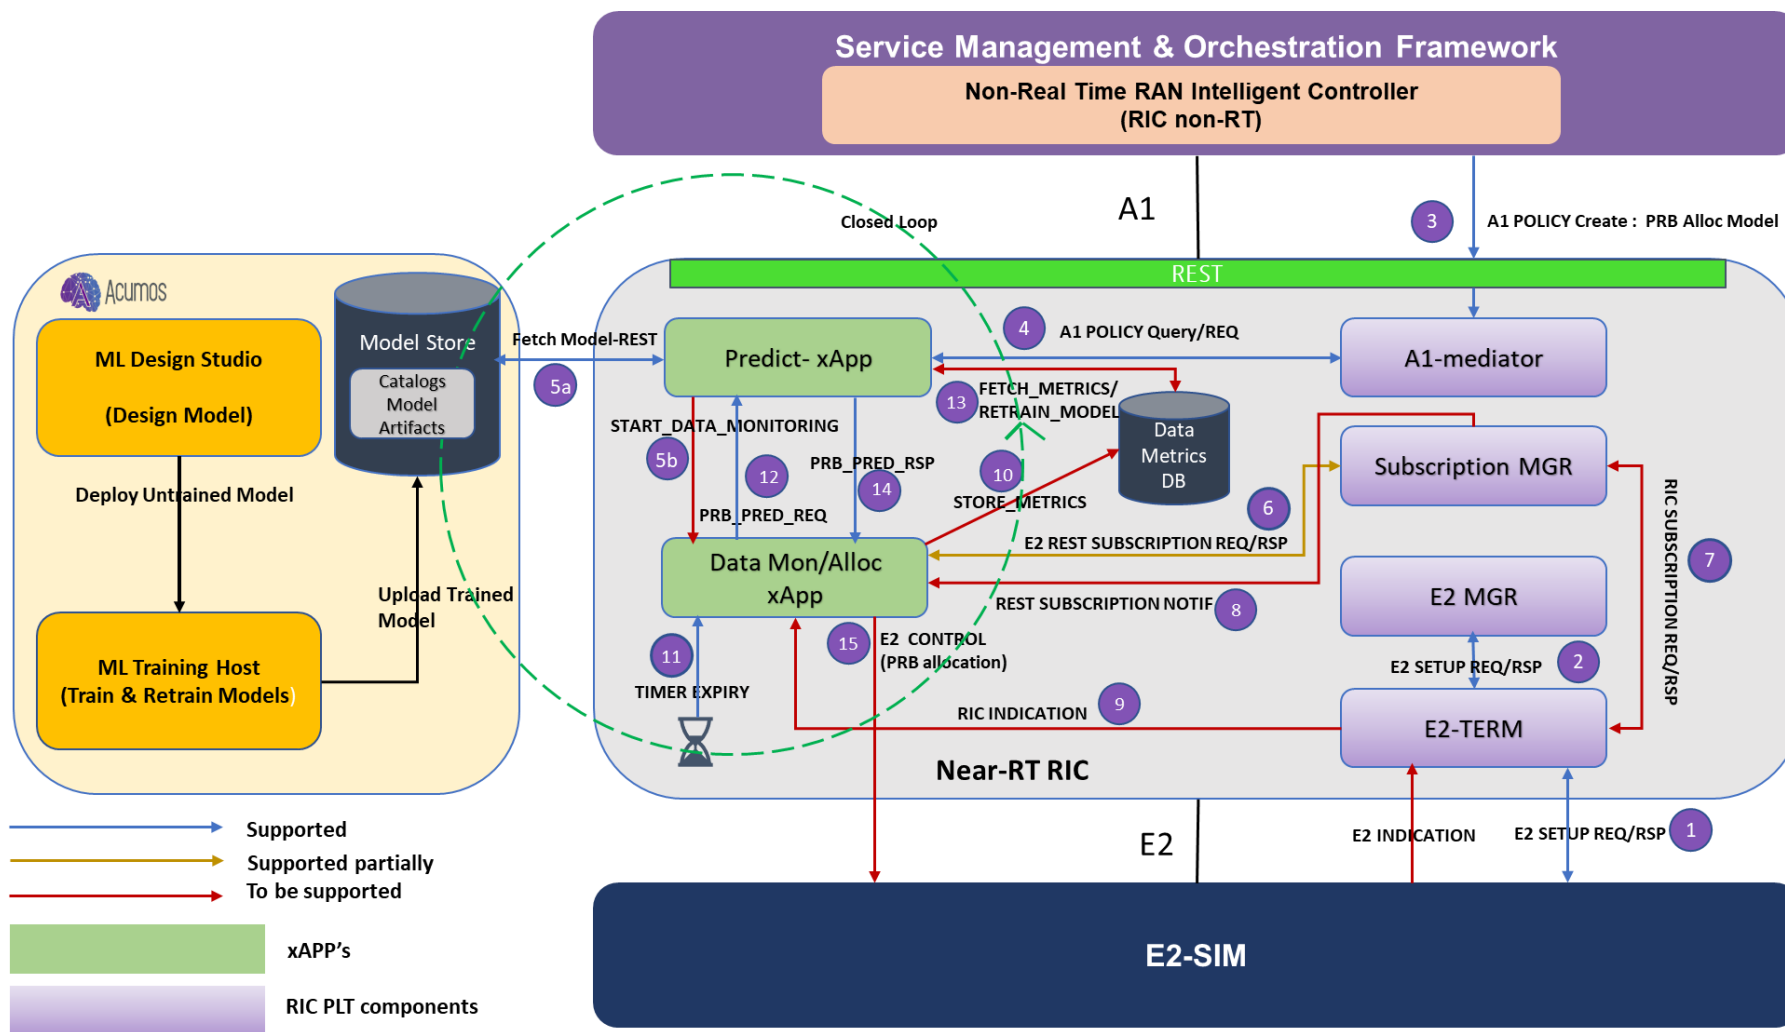 Service Management & Orchestration Framework
Non-Real Time RAN Intelligent Controller
(RIC non-RT)
A1
3
A1 POLICY Create : PRB Alloc Model
Closed Loop
REST
Acumos
ML Design Studio
(Design Model)
Model Store
Catalogs
Model
Artifacts
Fetch Model-REST
5a
Predict- xApp
4
A1 POLICY Query/REQ
A1-mediator
13
FETCH_METRICS/
RETRAIN_MODEL
START_DATA_MONITORING
5b
12
PRB_PRED_RSP
14
10
STORE_METRICS
Data
Metrics
DB
Subscription MGR
6
PRB_PRED_REQ
E2 REST SUBSCRIPTION REQ/RSP
7
RIC SUBSCRIPTION REQ/RSP
Deploy Untrained Model
Data Mon/Alloc
xApp
REST SUBSCRIPTION NOTIF
8
E2 MGR
Upload Trained
Model
11
15
E2 CONTROL
(PRB allocation)
E2 SETUP REQ/RSP
2
ML Training Host
(Train & Retrain Models)
TIMER EXPIRY
RIC INDICATION
9
E2-TERM
Near-RT RIC
E2
E2 INDICATION
E2 SETUP REQ/RSP
1
Supported
Supported partially
To be supported
xAPP's
RIC PLT components
E2-SIM